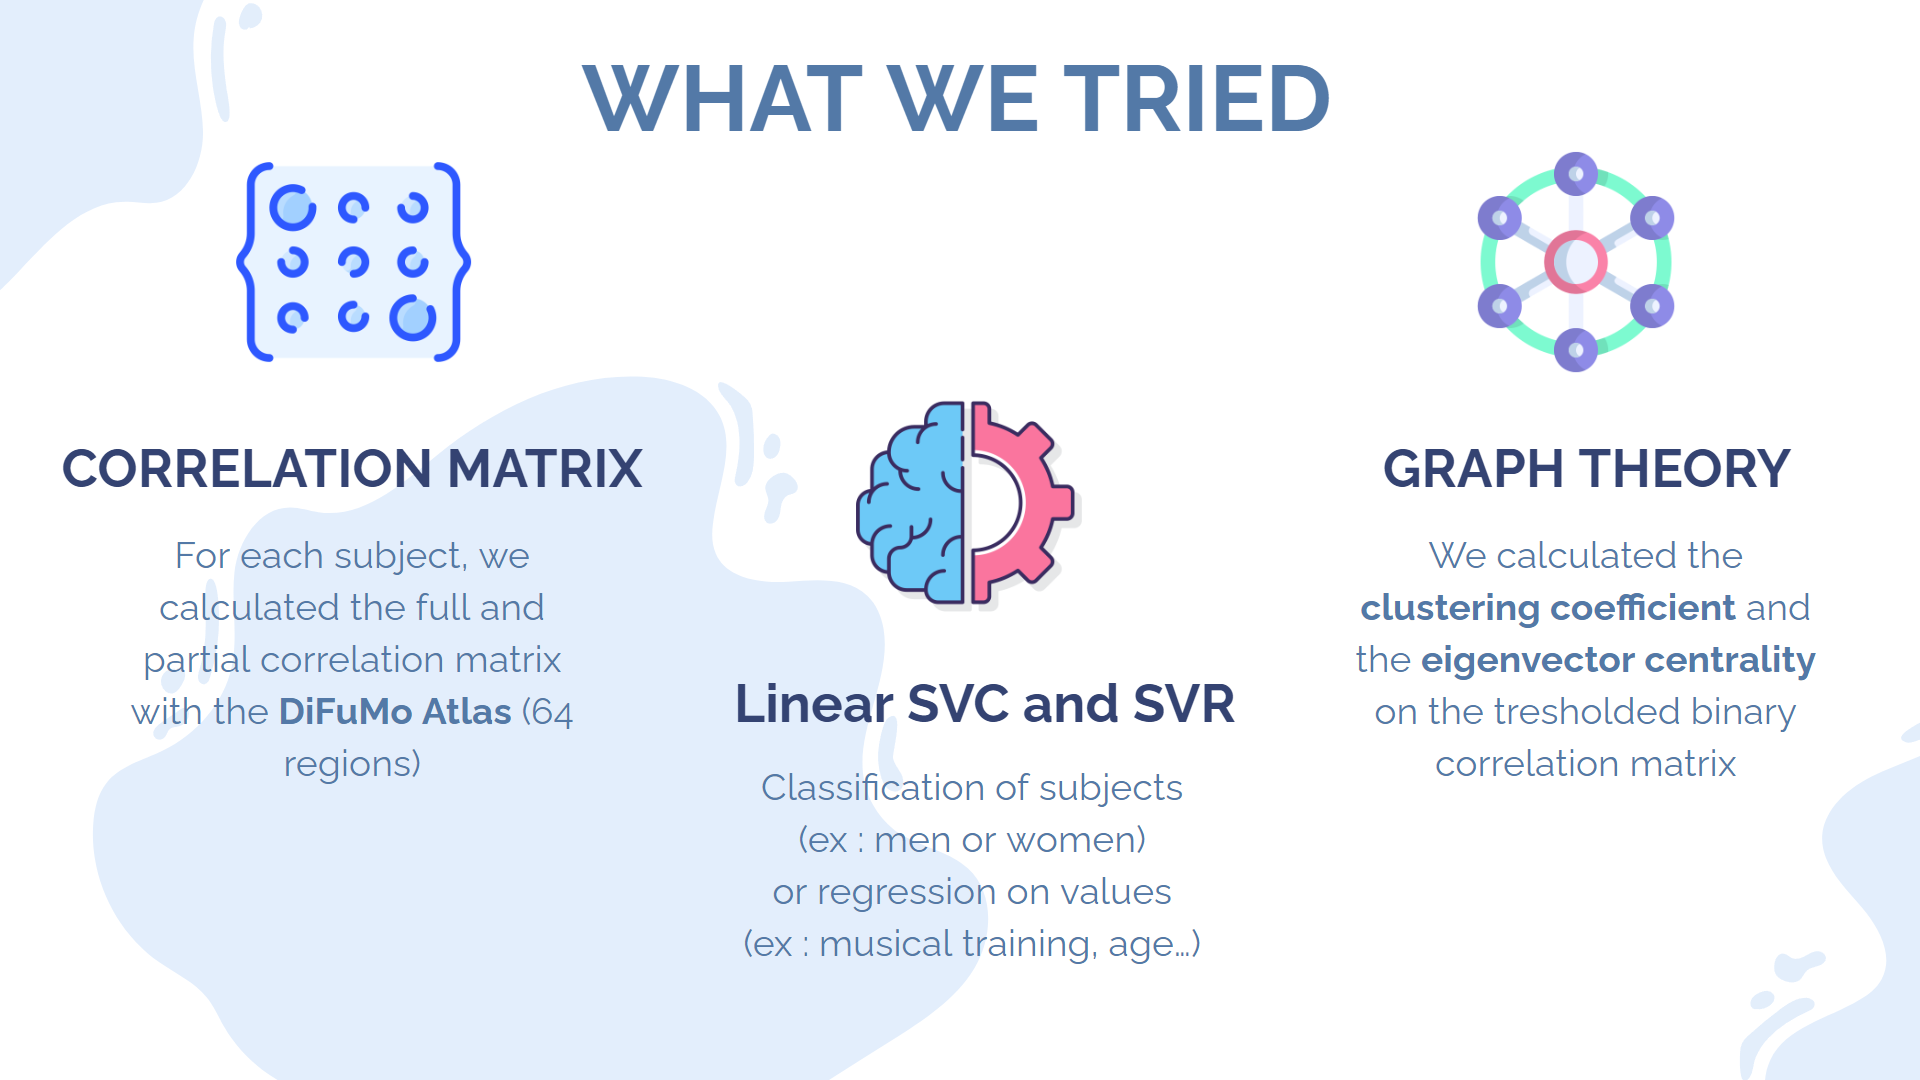 WHAT WE TRIED
CORRELATION MATRIX
For each subject, we
calculated the full and
partial correlation matrix
with the DiFuMo Atlas (64
regions)
Linear SVC and SVR
Classification of subjects
(ex : men or women)
or regression on values
(ex : musical training, age...)
GRAPH THEORY
We calculated the
clustering coefficient and
the eigenvector centrality
on the tresholded binary
correlation matrix